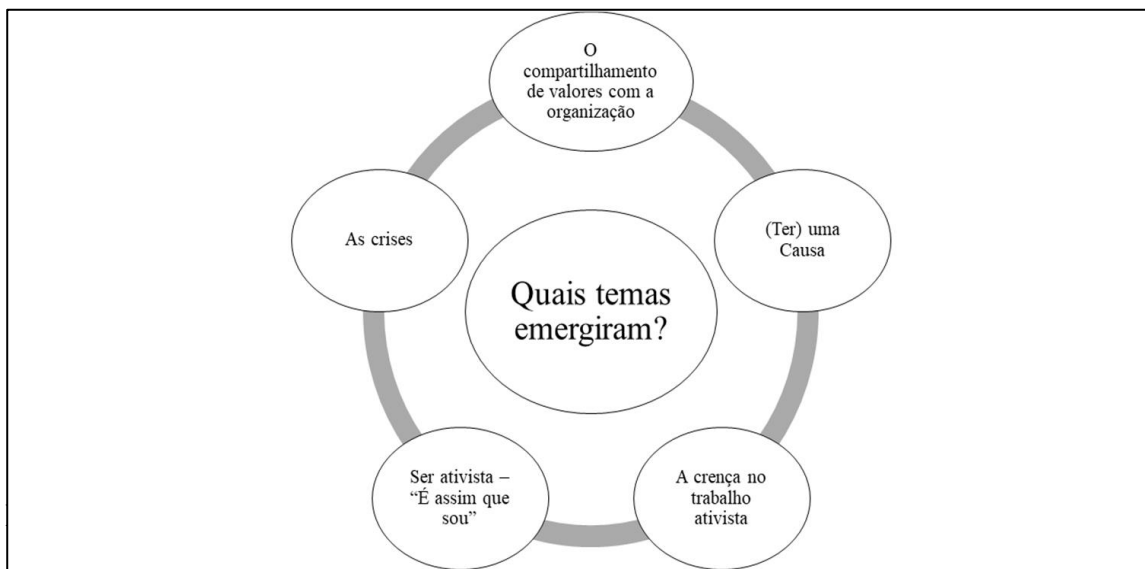 O
compartilhamento
de valores com a
organização
(Ter) uma
Causa
A crença no
trabalho
ativista
Ser ativista –
“É assim que
sou”
As crises
Quais temas
emergiram?